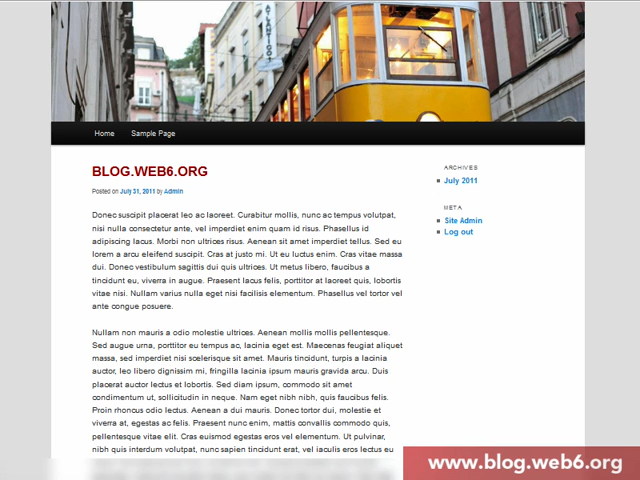 ATLANTICO
Home Sample Page
BLOG.WEB6.ORG
Posted on July 31, 2011 by Admin
Donec suscipit placerat leo ac laoreet. Curabitur mollis, nunc ac tempus volutpat,
nisi nulla consectetur ante, vel imperdiet enim quam id risus. Phasellus id
adipiscing lacus. Morbi non ultrices risus. Aenean sit amet imperdiet tellus. Sed eu
lorem a arcu eleifend suscipit. Cras at justo mi. Ut eu luctus enim. Cras vitae massa
dui. Donec vestibulum sagittis dui quis ultrices. Ut metus libero, faucibus a
tincidunt eu, viverra in augue. Praesent lacus felis, porttitor at laoreet quis, lobortis
vitae nisi. Nullam varius nulla eget nisi facilisis elementum. Phasellus vel tortor vel
ante congue posuere.
Nullam non mauris a odio molestie ultrices. Aenean mollis mollis pellentesque.
Sed augue urna, porttitor eu tempus ac, lacinia eget est. Maecenas feugiat aliquet
massa, sed imperdiet nisi scelerisque sit amet. Mauris tincidunt, turpis a lacinia
auctor, leo libero dignissim mi, fringilla lacinia ipsum mauris gravida arcu. Duis
placerat auctor lectus et lobortis. Sed diam ipsum, commodo sit amet
condimentum ut, sollicitudin in neque. Nam eget nibh nibh, quis faucibus felis.
Proin rhoncus odio lectus. Aenean a dui mauris. Donec tortor dui, molestie et
viverra at, egestas ac felis. Praesent nunc enim, mattis convallis commodo quis,
pellentesque vitae elit. Cras euismod egestas eros vel elementum. Ut pulvinar,
nibh quis interdum volutpat, nunc sapien tincidunt erat, vel iaculis eros lectus eu
ARCHIVES
July 2011
META
Site Admin
Log out
www.blog.web6.org